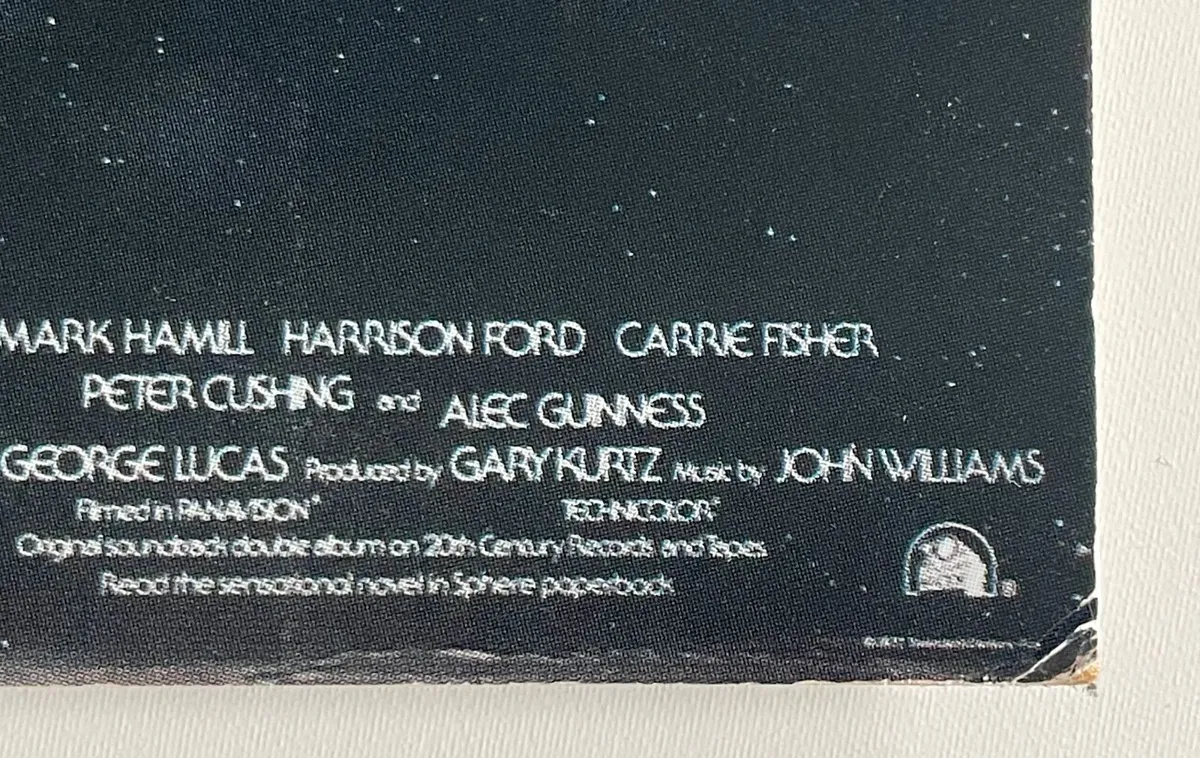 MARK HAMILL HARRISON FORD CARRIE FISHER
PETER CUSHING and ALEC GUINNESS
GEORGE LUCAS Produced by GARY KURTZ Music by JOHN WILLIAMS
Filmed in PANAVISION® TECHNICOLOR®
Original soundtrack double album on 20th Century Records and Tapes
Read the sensational novel in Sphere paperback
®